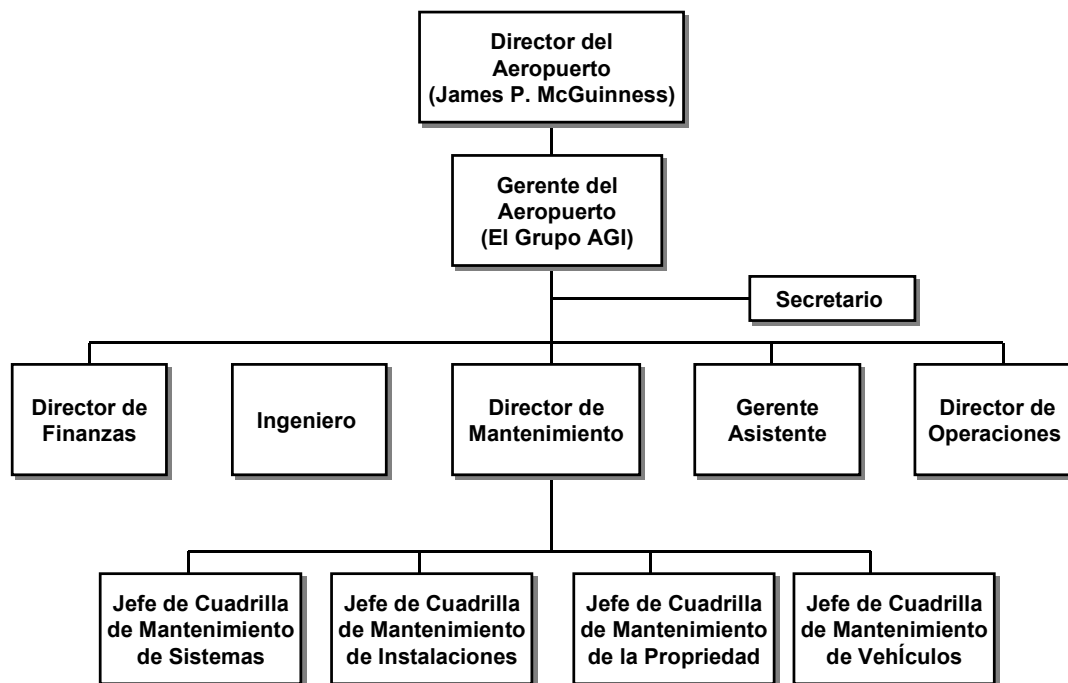 Director del
Aeropuerto
(James P. McGuinness)
Gerente del
Aeropuerto
(El Grupo AGI)
Secretario
Director de
Finanzas
Ingeniero
Director de
Mantenimiento
Gerente
Asistente
Director de
Operaciones
Jefe de Cuadrilla
de Mantenimiento
de Sistemas
Jefe de Cuadrilla
de Mantenimiento
de Instalaciones
Jefe de Cuadrilla
de Mantenimiento
de la Propriedad
Jefe de Cuadrilla
de Mantenimiento
de VehÍculos